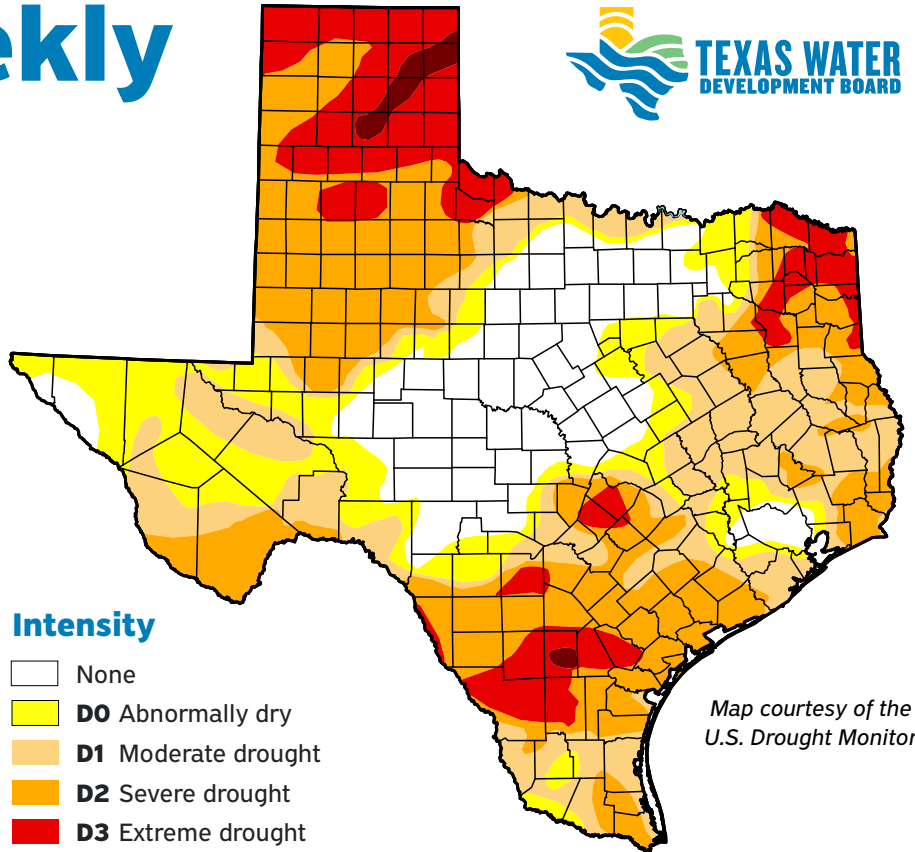 ekly
TEXAS WATER
DEVELOPMENT BOARD
Intensity
None
D0 Abnormally dry
D1 Moderate drought
D2 Severe drought
D3 Extreme drought
Map courtesy of the
U.S. Drought Monitor